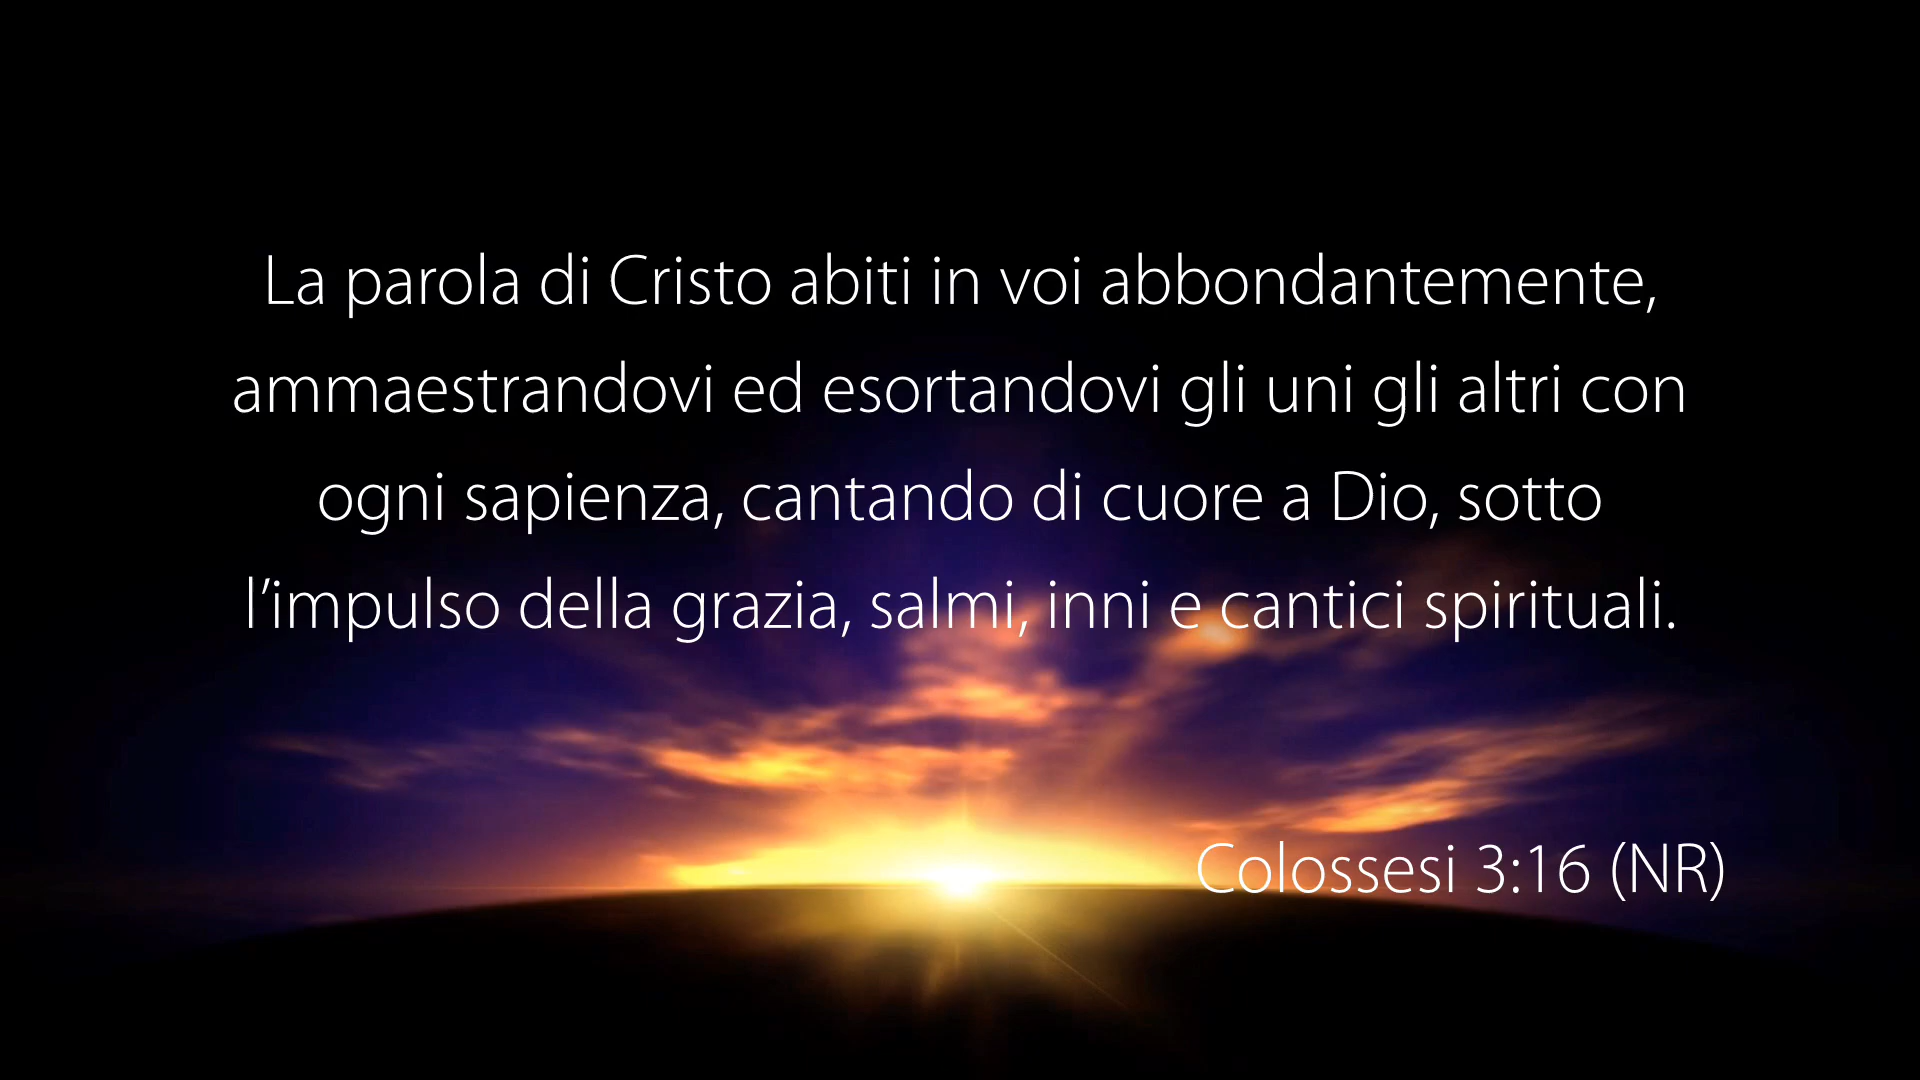 La parola di Cristo abiti in voi abbondantemente,
ammaestrandovi ed esortandovi gli uni gli altri con
ogni sapienza, cantando di cuore a Dio, sotto
l’impulso della grazia, salmi, inni e cantici spirituali.
Colossesi 3:16 (NR)